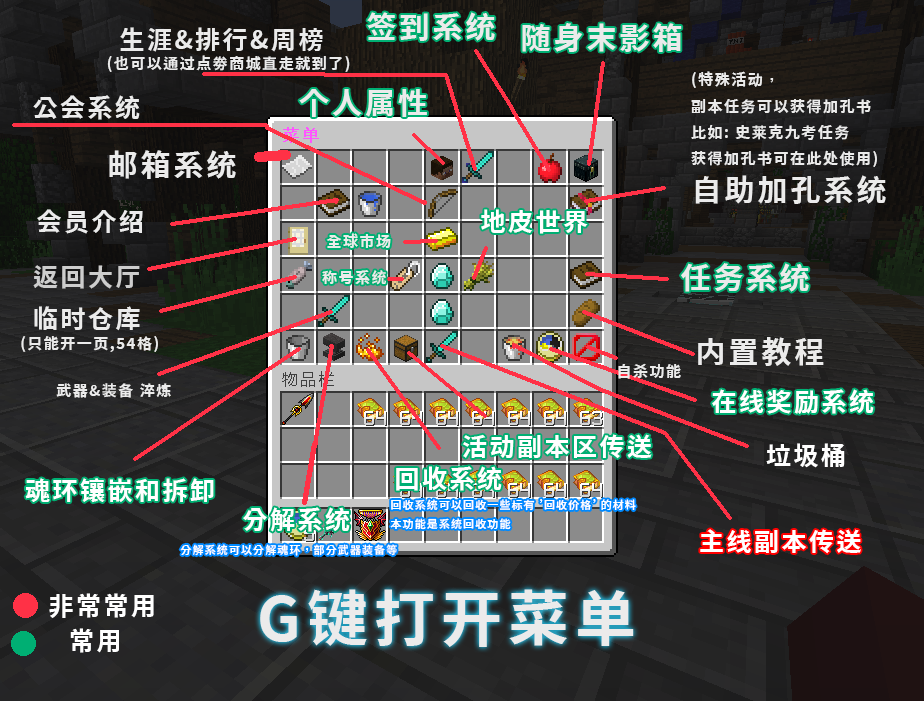 签到系统
生涯&排行&周榜
随身末影箱
(也可以通过点劵商城直走就到了)
(特殊活动，
副本任务可以获得加孔书
比如: 史莱克九考任务
获得加孔书可在此处使用)
公会系统
个人属性
菜单
邮箱系统
自助加孔系统
会员介绍
地皮世界
全球市场
返回大厅
称号系统
任务系统
临时仓库
(只能开一页,54格)
内置教程
武器&装备 淬炼
自杀功能
物品栏
在线奖励系统
64
64
64
64
64
64
63
活动副本区传送
垃圾桶
回收系统
64
64
63
魂环镶嵌和拆卸
回收系统可以回收一些标有'回收价格'的材料
分解系统
本功能是系统回收功能
主线副本传送
分解系统可以分解魂环，部分武器装备等
非常常用
G键打开菜单
常用